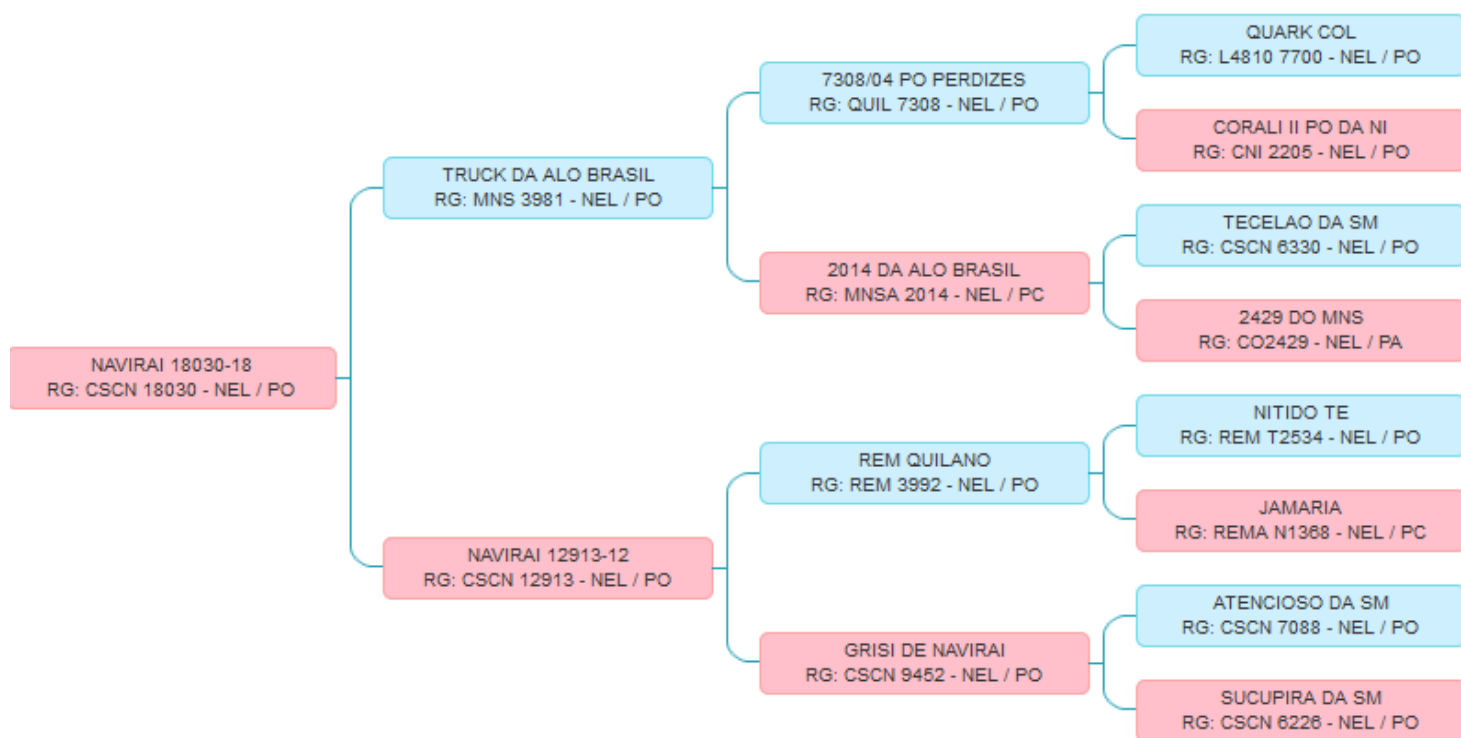 QUARK COL
RG: L4810 7700 - NEL / PO
7308/04 PO PERDIZES
RG: QUIL 7308 - NEL / PO
CORALI II PO DA NI
RG: CNI 2205 - NEL / PO
TRUCK DA ALO BRASIL
RG: MNS 3981 - NEL / PO
TECELAO DA SM
RG: CSCN 6330 - NEL / PO
2014 DA ALO BRASIL
RG: MNSA 2014 - NEL / PC
2429 DO MNS
RG: CO2429 - NEL / PA
NAVIRAI 18030-18
RG: CSCN 18030 - NEL / PO
NITIDO TE
RG: REM T2534 - NEL / PO
REM QUILANO
RG: REM 3992 - NEL / PO
JAMARIA
RG: REMA N1368 - NEL / PC
NAVIRAI 12913-12
RG: CSCN 12913 - NEL / PO
ATENCIOSO DA SM
RG: CSCN 7088 - NEL / PO
GRISI DE NAVIRAI
RG: CSCN 9452 - NEL / PO
SUCUPIRA DA SM
RG: CSCN 6226 - NEL / PO